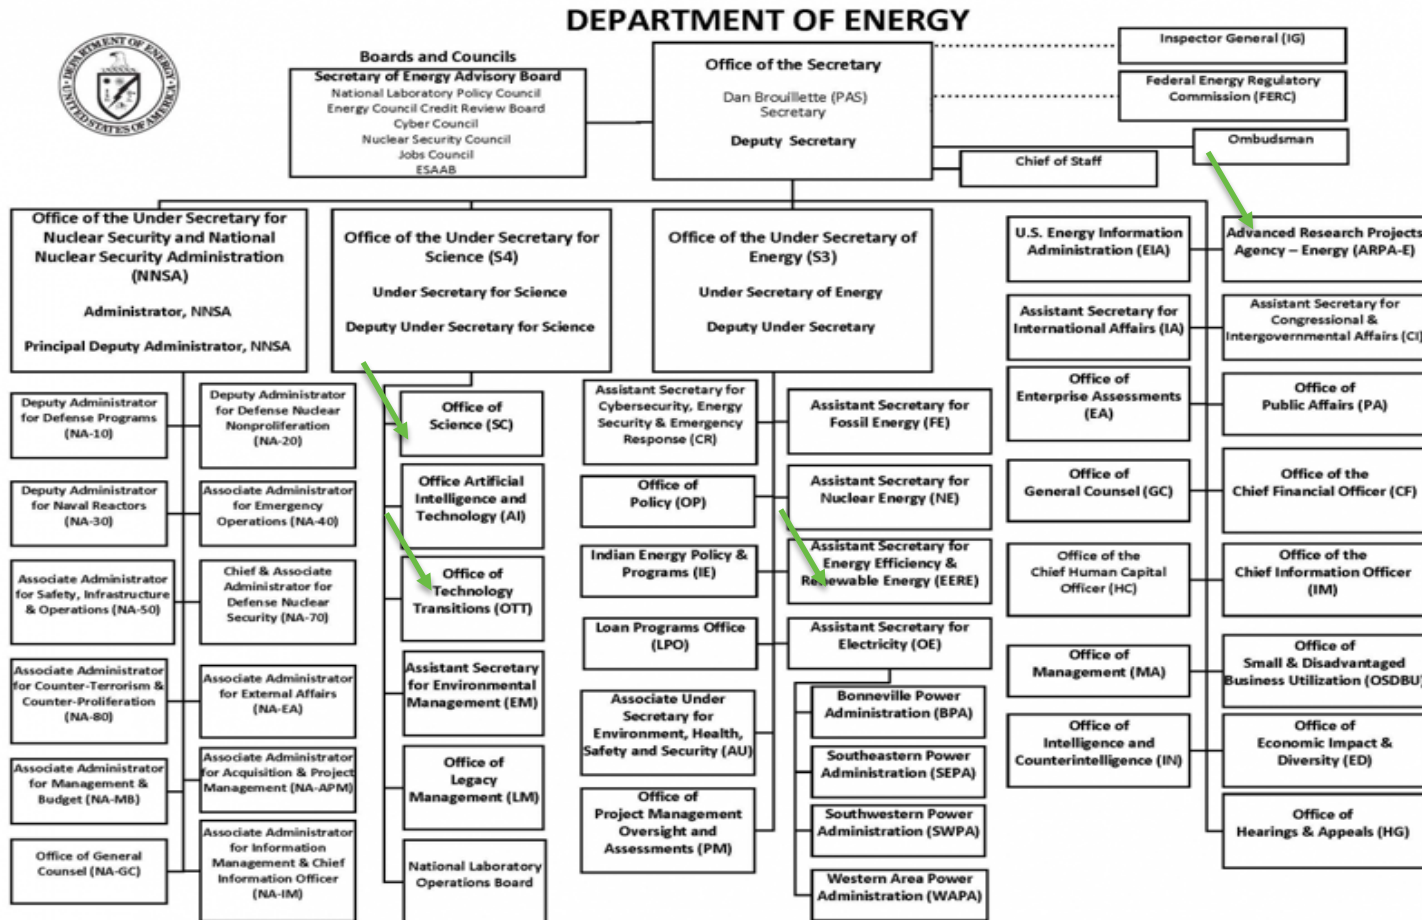 DEPARTMENT OF ENERGY
DEPARTMENT OF ENERGY
UNITED STATES OF AMERICA
Boards and Councils
Secretary of Energy Advisory Board
National Laboratory Policy Council
Energy Council Credit Review Board
Cyber Council
Nuclear Security Council
Jobs Council
ESAAB
Office of the Secretary
Dan Brouillette (PAS)
Secretary
Deputy Secretary
Inspector General (IG)
Federal Energy Regulatory
Commission (FERC)
Ombudsman
Chief of Staff
Office of the Under Secretary for
Nuclear Security and National
Nuclear Security Administration
(NNSA)
Administrator, NNSA
Principal Deputy Administrator, NNSA
Deputy Administrator
for Defense Programs
(NA-10)
Deputy Administrator
for Defense Nuclear
Nonproliferation
(NA-20)
Deputy Administrator
for Naval Reactors
(NA-30)
Associate Administrator
for Emergency
Operations (NA-40)
Associate Administrator
for Safety, Infrastructure
& Operations (NA-50)
Chief & Associate
Administrator for
Defense Nuclear
Security (NA-70)
Associate Administrator
for Counter-Terrorism &
Counter-Proliferation
(NA-80)
Associate Administrator
for External Affairs
(NA-EA)
Associate Administrator
for Management &
Budget (NA-MB)
Associate Administrator
for Acquisition & Project
Management (NA-APM)
Office of General
Counsel (NA-GC)
Associate Administrator
for Information
Management & Chief
Information Officer
(NA-IM)
Office of the Under Secretary for
Science (S4)
Under Secretary for Science
Deputy Under Secretary for Science
Office of
Science (SC)
Office Artificial
Intelligence and
Technology (AI)
Office of
Technology
Transitions (OTT)
Assistant Secretary
for Environmental
Management (EM)
Office of
Legacy
Management (LM)
National Laboratory
Operations Board
Office of the Under Secretary of
Energy (S3)
Under Secretary of Energy
Deputy Under Secretary
Assistant Secretary for
Cybersecurity, Energy
Security & Emergency
Response (CR)
Assistant Secretary for
Fossil Energy (FE)
Office of
Policy (OP)
Assistant Secretary for
Nuclear Energy (NE)
Indian Energy Policy &
Programs (IE)
Assistant Secretary for
Energy Efficiency &
Renewable Energy (EERE)
Loan Programs Office
(LPO)
Assistant Secretary for
Electricity (OE)
Associate Under
Secretary for
Environment, Health,
Safety and Security (AU)
Office of
Project Management
Oversight and
Assessments (PM)
Bonneville Power
Administration (BPA)
Southeastern Power
Administration (SEPA)
Southwestern Power
Administration (SWPA)
Western Area Power
Administration (WAPA)
U.S. Energy Information
Administration (EIA)
Advanced Research Projects
Agency – Energy (ARPA-E)
Assistant Secretary for
International Affairs (IA)
Assistant Secretary for
Congressional &
Intergovernmental Affairs (CI)
Office of
Enterprise Assessments
(EA)
Office of
Public Affairs (PA)
Office of
General Counsel (GC)
Office of the
Chief Financial Officer (CF)
Office of the
Chief Human Capital
Officer (HC)
Office of the
Chief Information Officer
(IM)
Office of
Management (MA)
Office of
Small & Disadvantaged
Business Utilization (OSDBU)
Office of
Intelligence and
Counterintelligence (IN)
Office of
Economic Impact &
Diversity (ED)
Office of
Hearings & Appeals (HG)